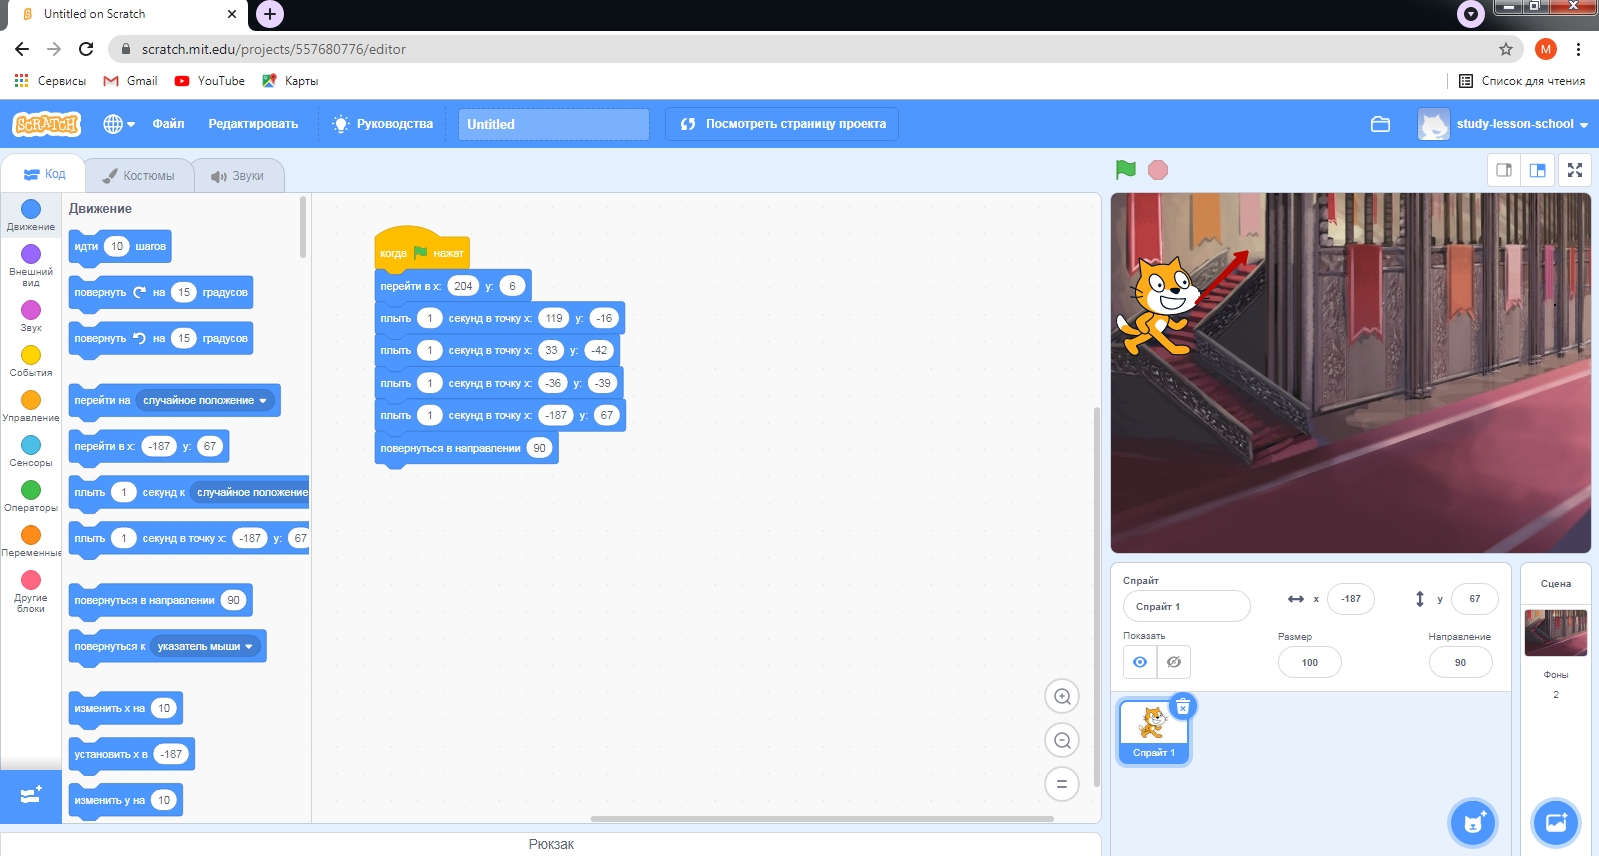 Untitled on Scratch
scratch.mit.edu/projects/557680776/editor
M
Сервисы
Gmail
YouTube
Карты
Список для чтения
SCRATCH
Файл
Редактировать
Руководства
Untitled
Посмотреть страницу проекта
study-lesson-school
Код
Костюмы
Звуки
Движение
Внешний
вид
Звук
События
Управление
Сенсоры
Операторы
Переменные
Другие
блоки
Движение
идти 10 шагов
повернуть на 15 градусов
повернуть на 15 градусов
перейти на случайное положение
перейти в x: -187 y: 67
плыть 1 секунд к случайное положение
плыть 1 секунд в точку x: -187 y: 67
повернуться в направлении 90
повернуться к указатель мыши
изменить x на 10
установить x в -187
изменить y на 10
когда нажат
перейти в x: 204 y: 6
плыть 1 секунд в точку x: 119 y: -16
плыть 1 секунд в точку x: 33 y: -42
плыть 1 секунд в точку x: -36 y: -39
плыть 1 секунд в точку x: -187 y: 67
повернуться в направлении 90
Рюкзак
Спрайт
Спрайт 1
x -187
y 67
Показать
Размер
100
Направление
90
Спрайт 1
Сцена
Фоны
2